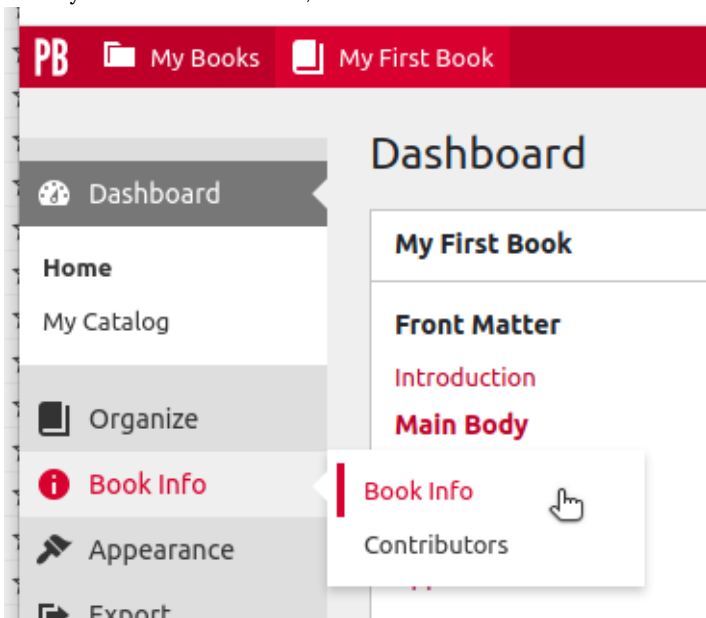 PB My Books My First Book
Dashboard
Dashboard
Home
My Catalog
Organize
Book Info
Appearance
Export
My First Book
Front Matter
Introduction
Main Body
Book Info
Contributors